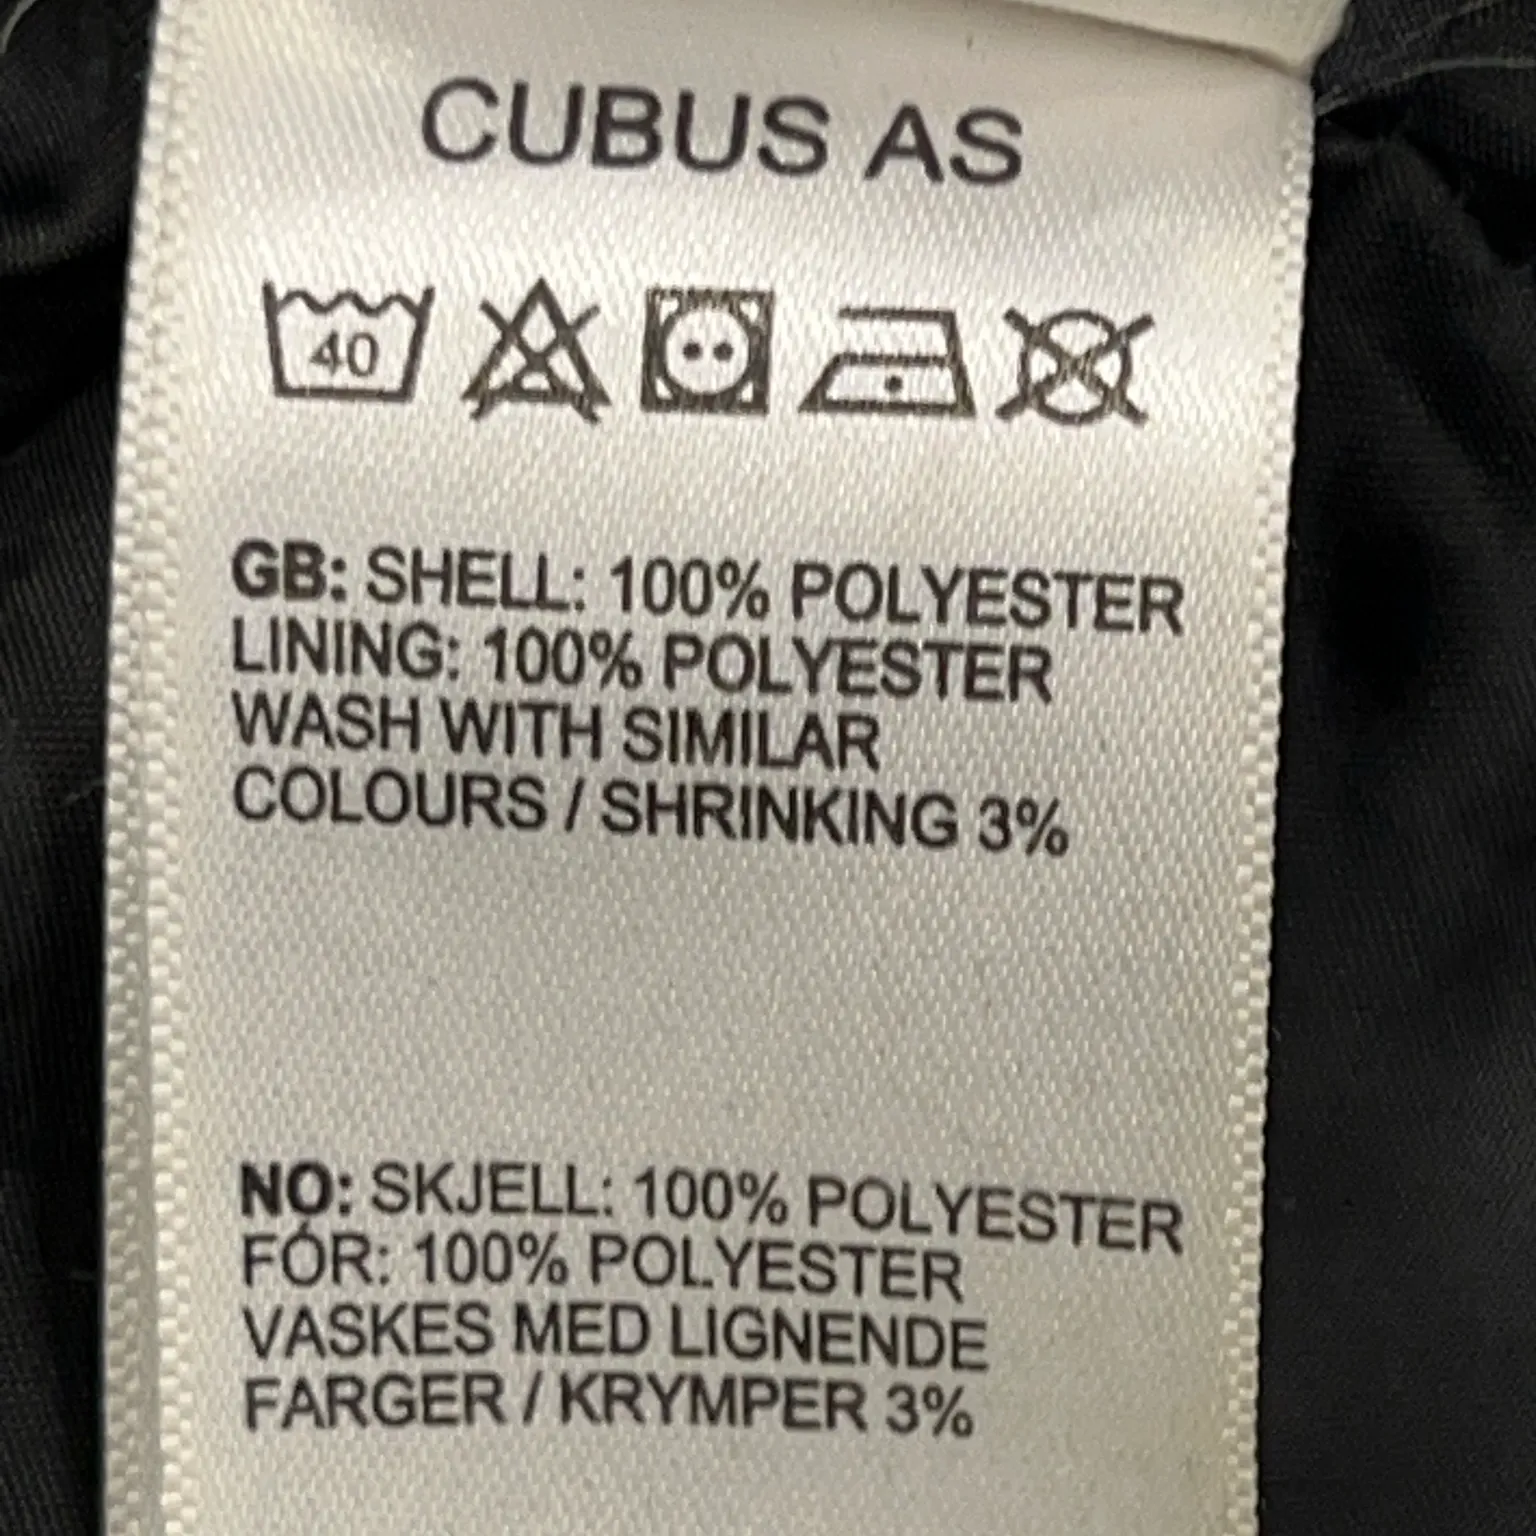 CUBUS AS
40
GB: SHELL: 100% POLYESTER
LINING: 100% POLYESTER
WASH WITH SIMILAR
COLOURS / SHRINKING 3%
NO: SKJELL: 100% POLYESTER
FÓR: 100% POLYESTER
VASKES MED LIGNENDE
FARGER / KRYMPER 3%